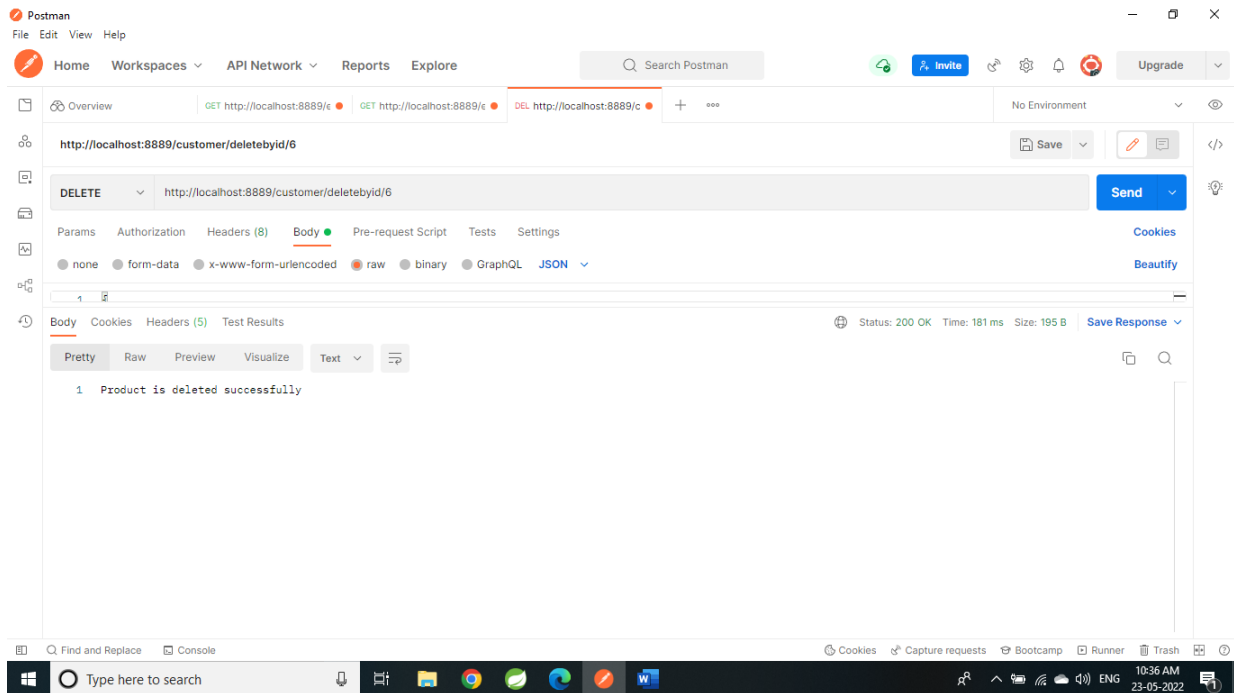 Postman
File Edit View Help
Home Workspaces API Network Reports Explore Search Postman Invite Upgrade
Overview GET http://localhost:8889/e GET http://localhost:8889/e DEL http://localhost:8889/c No Environment
http://localhost:8889/customer/deletebyid/6 Save
DELETE http://localhost:8889/customer/deletebyid/6 Send
Params Authorization Headers (8) Body Pre-request Script Tests Settings Cookies
none form-data x-www-form-urlencoded raw binary GraphQL JSON Beautify
1
Body Cookies Headers (5) Test Results Status: 200 OK Time: 181 ms Size: 195 B Save Response
Pretty Raw Preview Visualize Text
1 Product is deleted successfully
Find and Replace Console Cookies Capture requests Bootcamp Runner Trash
Type here to search ENG 10:36 AM
23-05-2022 1